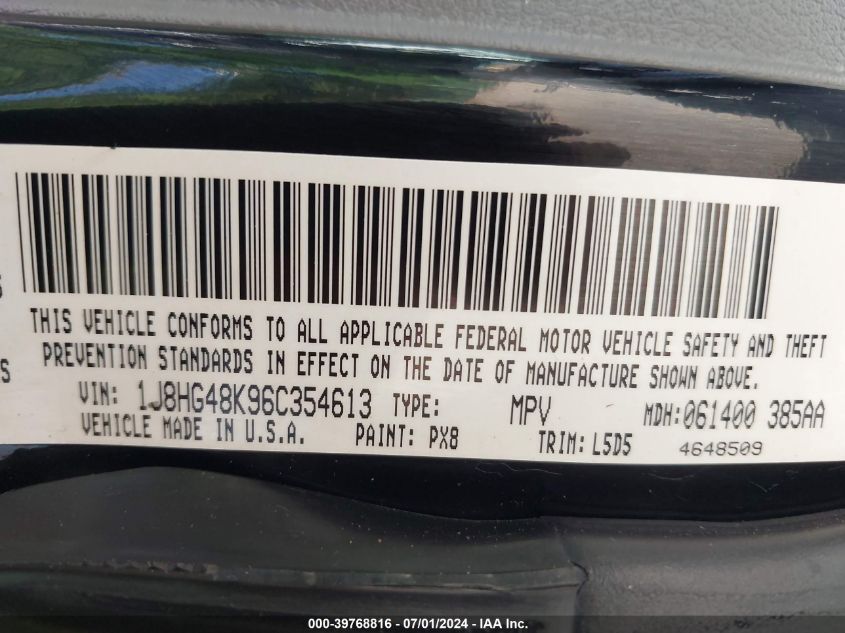 THIS VEHICLE CONFORMS TO ALL APPLICABLE FEDERAL MOTOR VEHICLE SAFETY AND THEFT
S PREVENTION STANDARDS IN EFFECT ON THE DATE OF MANUFACTURE SHOWN ABOVE.
VIN: 1J8HG48K96C354613 TYPE: MPV MDH:061400 385AA
VEHICLE MADE IN U.S.A. PAINT: PX8 TRIM: L5D5 4648509
000-39768816 / 07/01/2024 - IAA Inc.